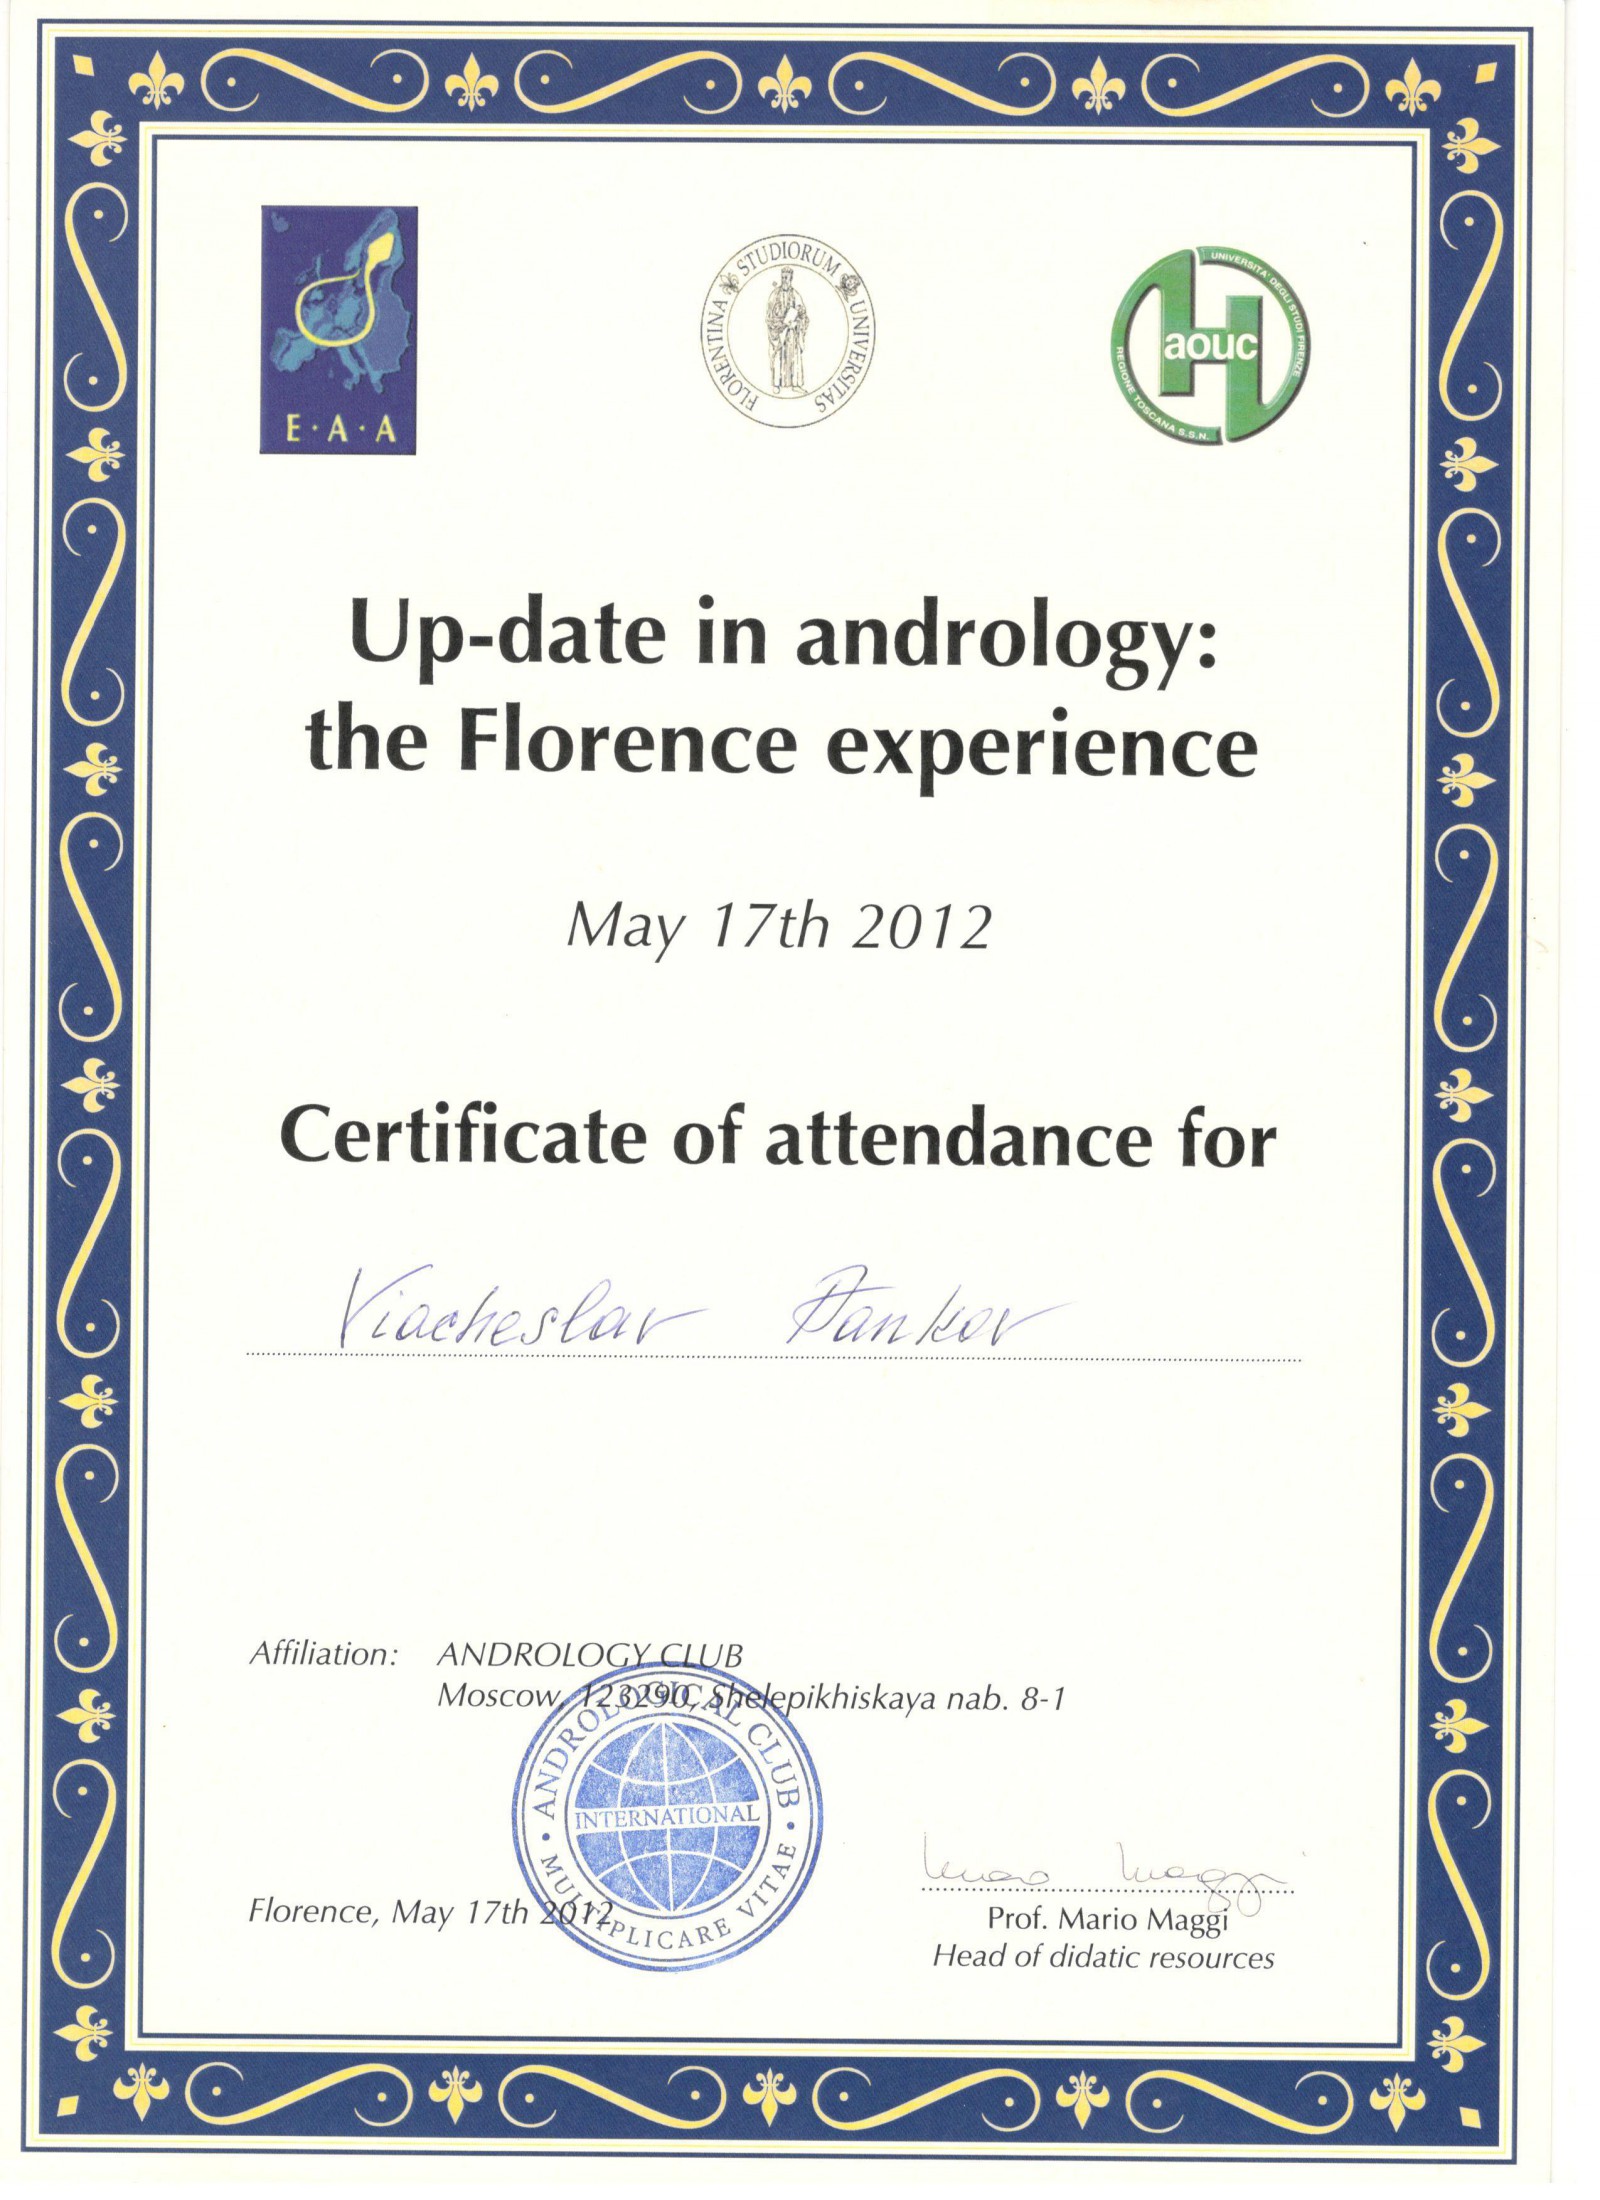 E·A·A
FLORENTINA STUDIORUM UNIVERSITAS
UNIVERSITA' DEGLI STUDI FIRENZE
aouc
REGIONE TOSCANA S.S.N.
Up-date in andrology:
the Florence experience
May 17th 2012
Certificate of attendance for
Viacheslav Pankov
Affiliation: ANDROLOGY CLUB
Moscow, 123290, Shelepikhiskaya nab. 8-1
• ANDROLOGICAL CLUB •
INTERNATIONAL
MULTIPLICARE VITAE
Mario Maggi
Florence, May 17th 2012
Prof. Mario Maggi
Head of didatic resources